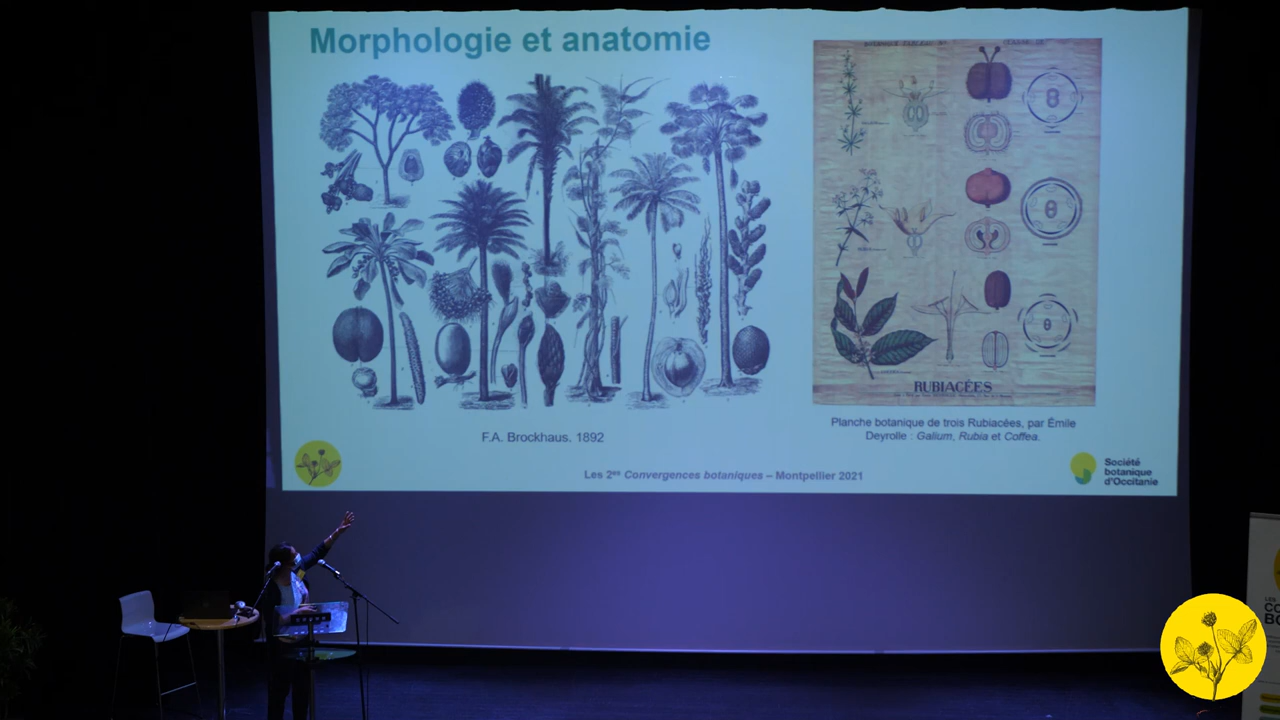 Morphologie et anatomie
RUBIACÉES
F.A. Brockhaus, 1892
Planche botanique de trois Rubiacées, par Émile
Deyrolle : Galium, Rubia et Coffea.
Les 2es Convergences botaniques – Montpellier 2021
Société
botanique
d'Occitanie